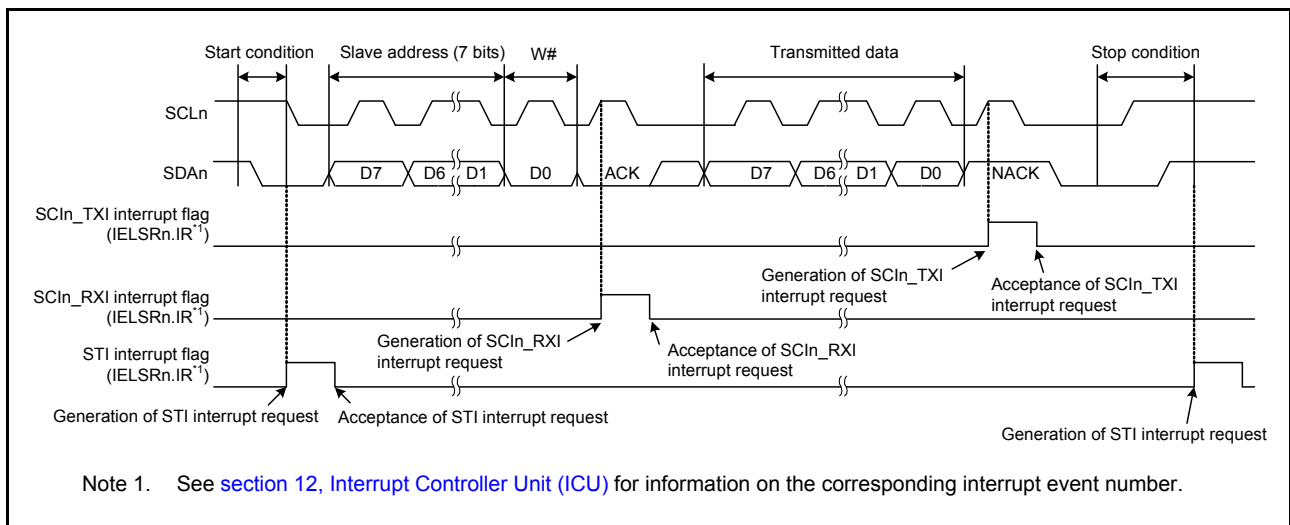 Start condition Slave address (7 bits) W# Transmitted data Stop condition
SCLn
SDAn D7 D6 D1 D0 ACK D7 D6 D1 D0 NACK
SCIn_TXI interrupt flag
(IELSRn.IR*1)
Generation of SCIn_TXI
interrupt request
Acceptance of SCIn_TXI
interrupt request
SCIn_RXI interrupt flag
(IELSRn.IR*1)
Generation of SCIn_RXI
interrupt request
Acceptance of SCIn_RXI
interrupt request
STI interrupt flag
(IELSRn.IR*1)
Generation of STI interrupt request
Acceptance of STI interrupt request
Generation of STI interrupt request
Note 1. See section 12, Interrupt Controller Unit (ICU) for information on the corresponding interrupt event number.